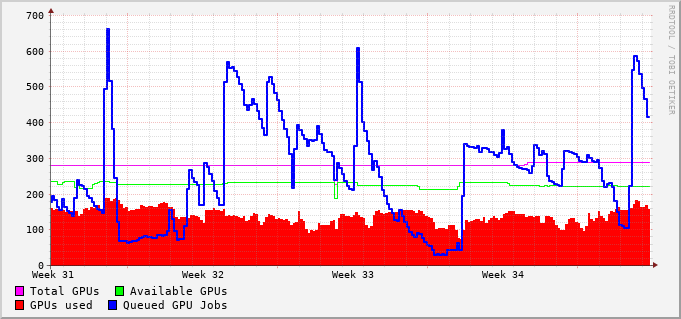 700
600
500
400
300
200
100
0
Week 31 Week 32 Week 33 Week 34
Total GPUs Available GPUs
GPUs used Queued GPU Jobs
RRDTOOL / TOBI OETIKER